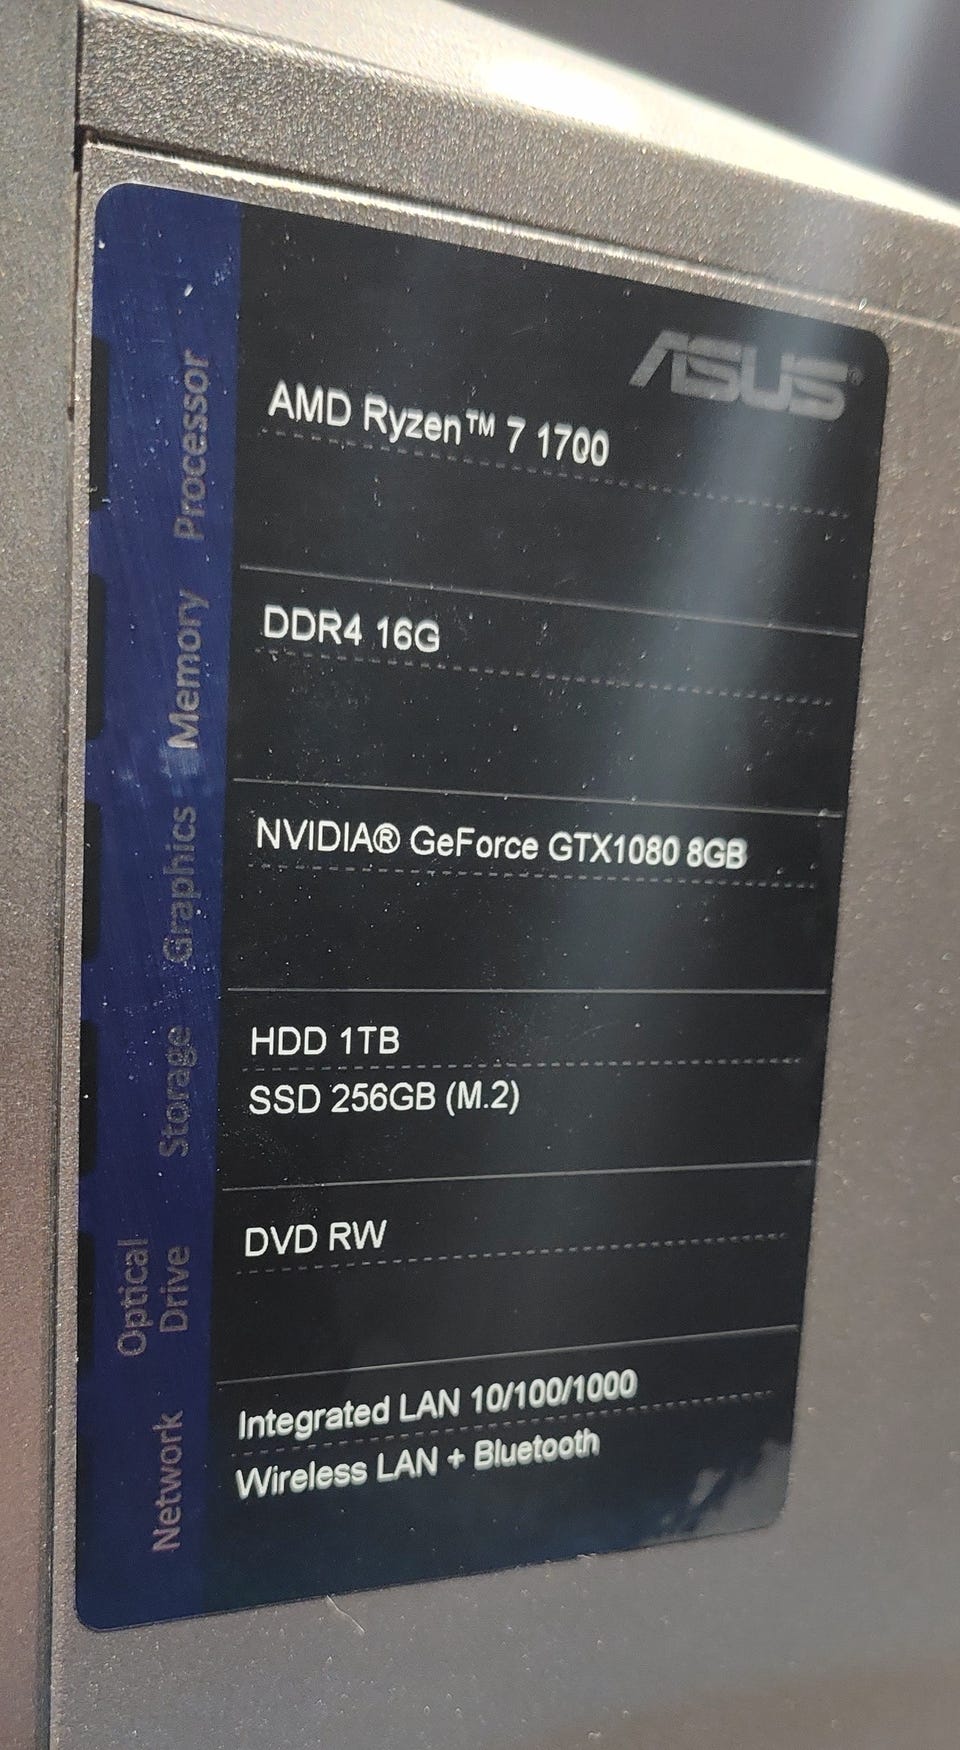 ASUS®
Processor
AMD Ryzen™ 7 1700
Memory
DDR4 16G
Graphics
NVIDIA® GeForce GTX1080 8GB
Storage
HDD 1TB
SSD 256GB (M.2)
Optical
Drive
DVD RW
Network
Integrated LAN 10/100/1000
Wireless LAN + Bluetooth